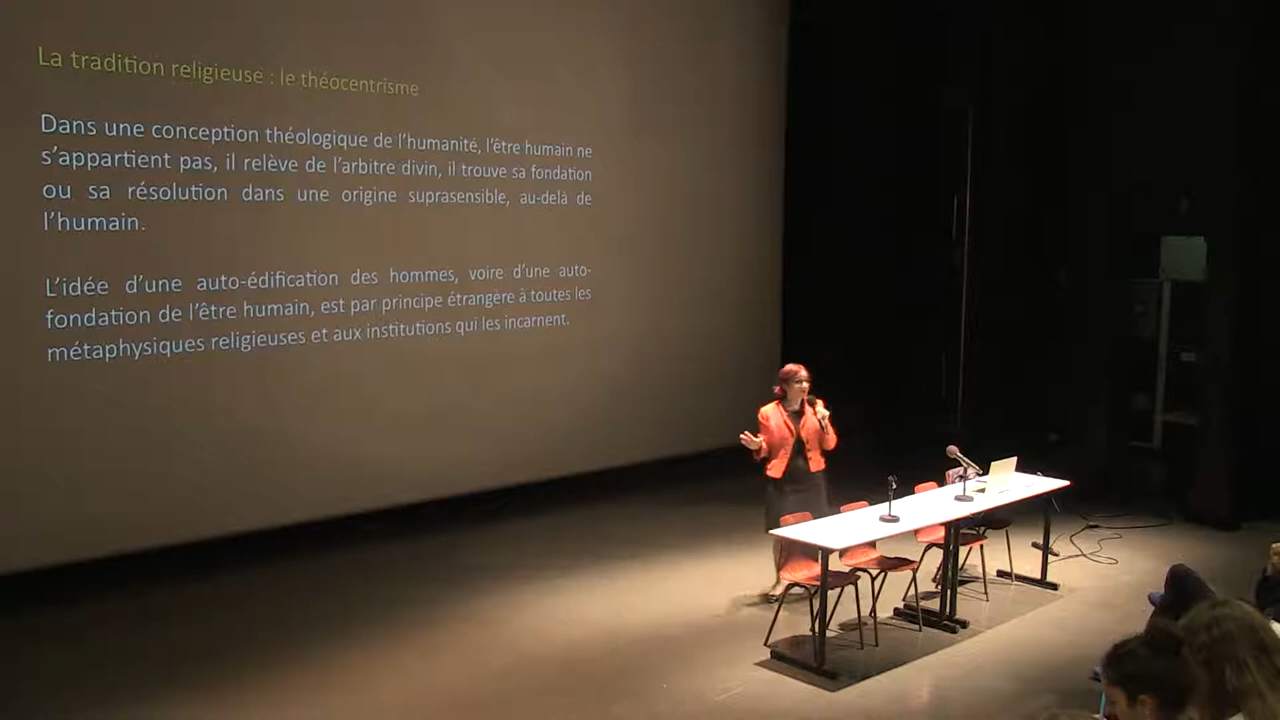 La tradition religieuse : le théocentrisme
Dans une conception théologique de l'humanité, l'être humain ne
s'appartient pas, il relève de l'arbitre divin, il trouve sa fondation
ou sa résolution dans une origine suprasensible, au-delà de
l'humain.
L'idée d'une auto-édification des hommes, voire d'une auto-
fondation de l'être humain, est par principe étrangère à toutes les
métaphysiques religieuses et aux institutions qui les incarnent.